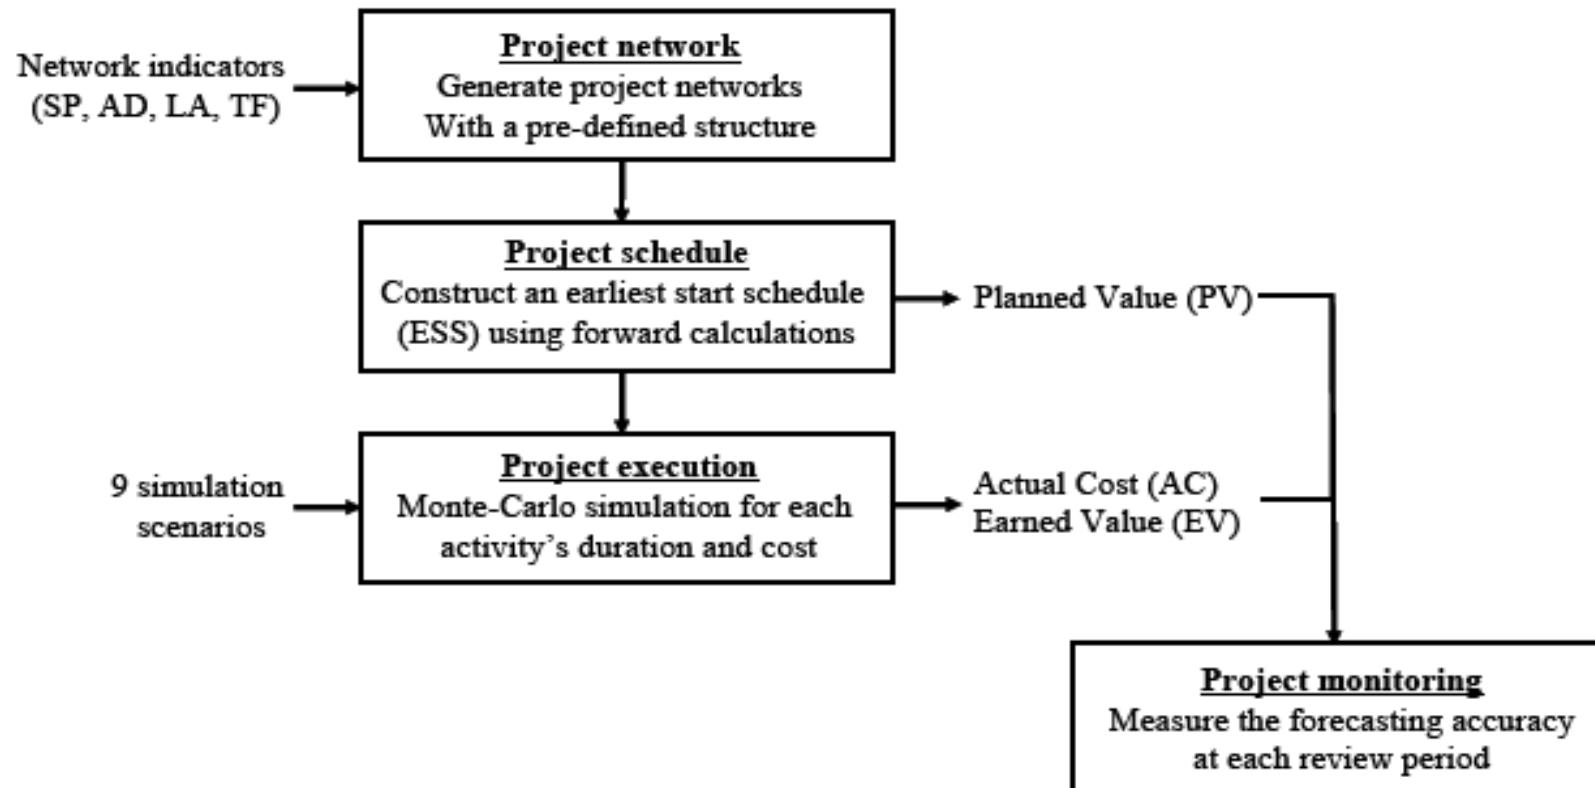 Project network
Network indicators
(SP, AD, LA, TF)
Generate project networks
With a pre-defined structure
Project schedule
Construct an earliest start schedule
(ESS) using forward calculations
Planned Value (PV)
Project execution
9 simulation
scenarios
Monte-Carlo simulation for each
activity’s duration and cost
Actual Cost (AC)
Earned Value (EV)
Project monitoring
Measure the forecasting accuracy
at each review period